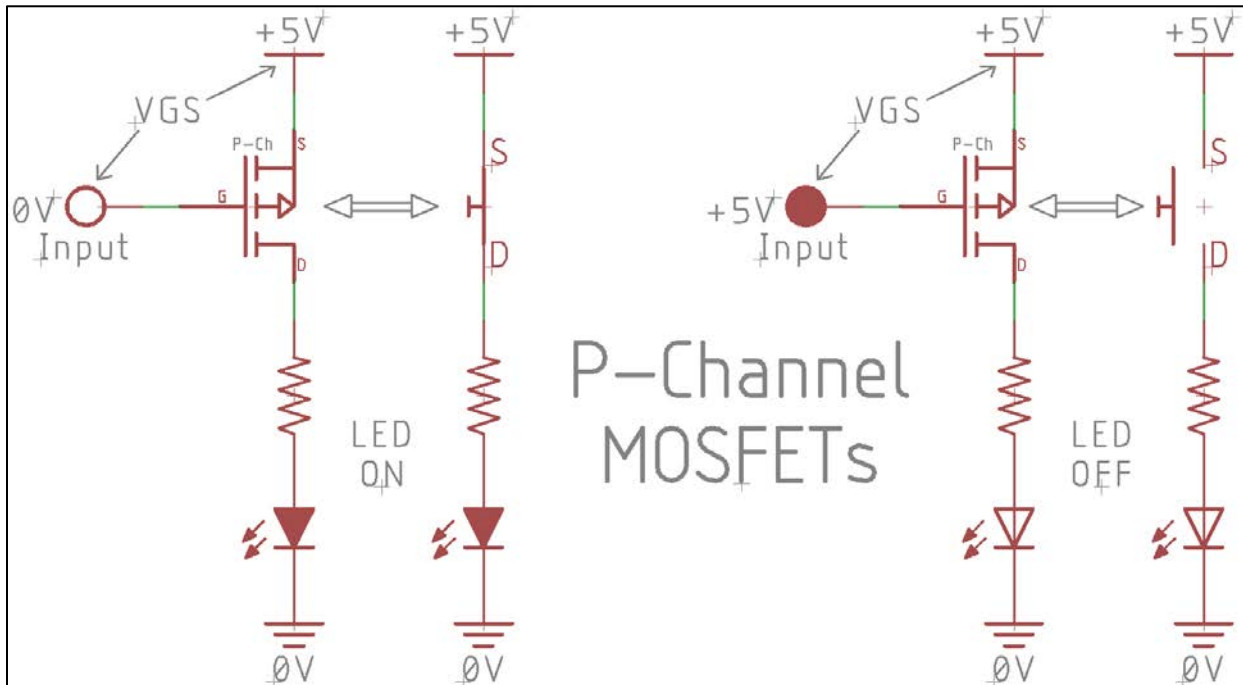 +5V
+5V
VGS
P-Ch
S
G
D
0V
Input
S
D
LED
ON
0V
0V
P-Channel
MOSFETs
+5V
+5V
VGS
P-Ch
S
G
D
+5V
Input
S
D
LED
OFF
0V
0V